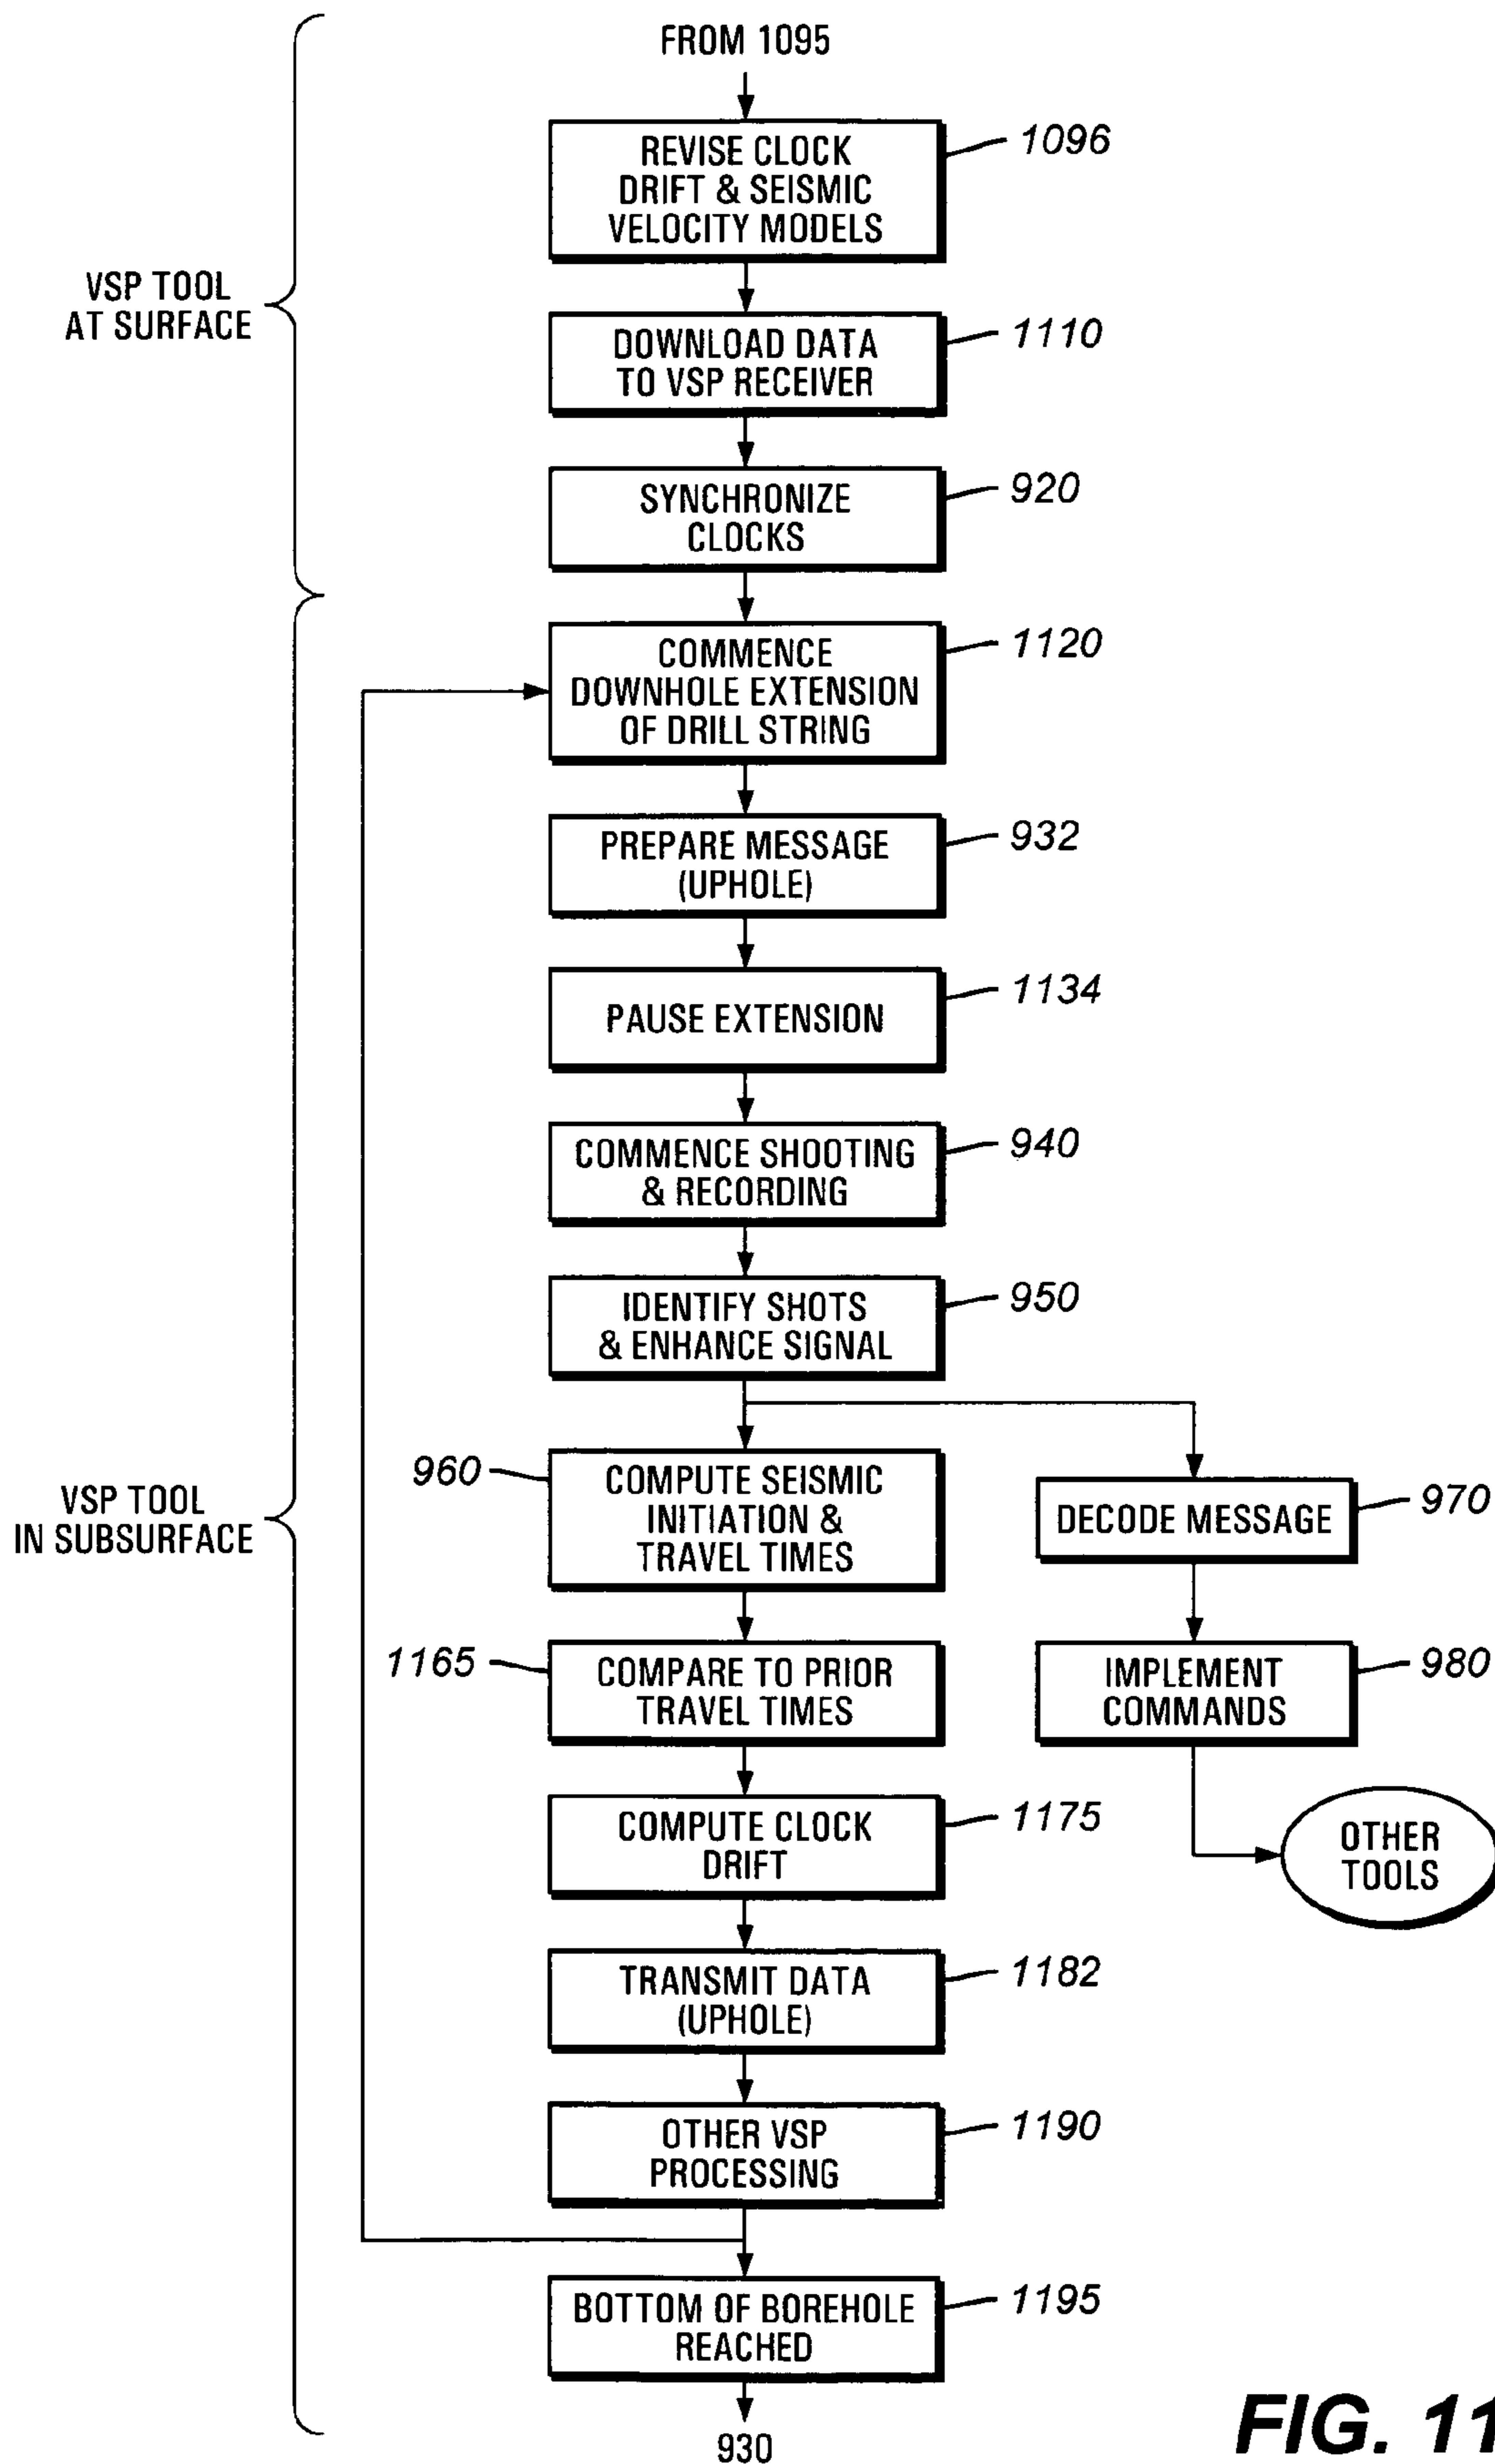 FROM 1095
REVISE CLOCK
DRIFT & SEISMIC
VELOCITY MODELS
1096
VSP TOOL
AT SURFACE
DOWNLOAD DATA
TO VSP RECEIVER
1110
SYNCHRONIZE
CLOCKS
920
COMMENCE
DOWNHOLE EXTENSION
OF DRILL STRING
1120
PREPARE MESSAGE
(UPHOLE)
932
PAUSE EXTENSION
1134
COMMENCE SHOOTING
& RECORDING
940
IDENTIFY SHOTS
& ENHANCE SIGNAL
950
VSP TOOL
IN SUBSURFACE
960
COMPUTE SEISMIC
INITIATION &
TRAVEL TIMES
DECODE MESSAGE
970
1165
COMPARE TO PRIOR
TRAVEL TIMES
IMPLEMENT
COMMANDS
980
COMPUTE CLOCK
DRIFT
1175
OTHER
TOOLS
TRANSMIT DATA
(UPHOLE)
1182
OTHER VSP
PROCESSING
1190
BOTTOM OF BOREHOLE
REACHED
1195
930
FIG. 11